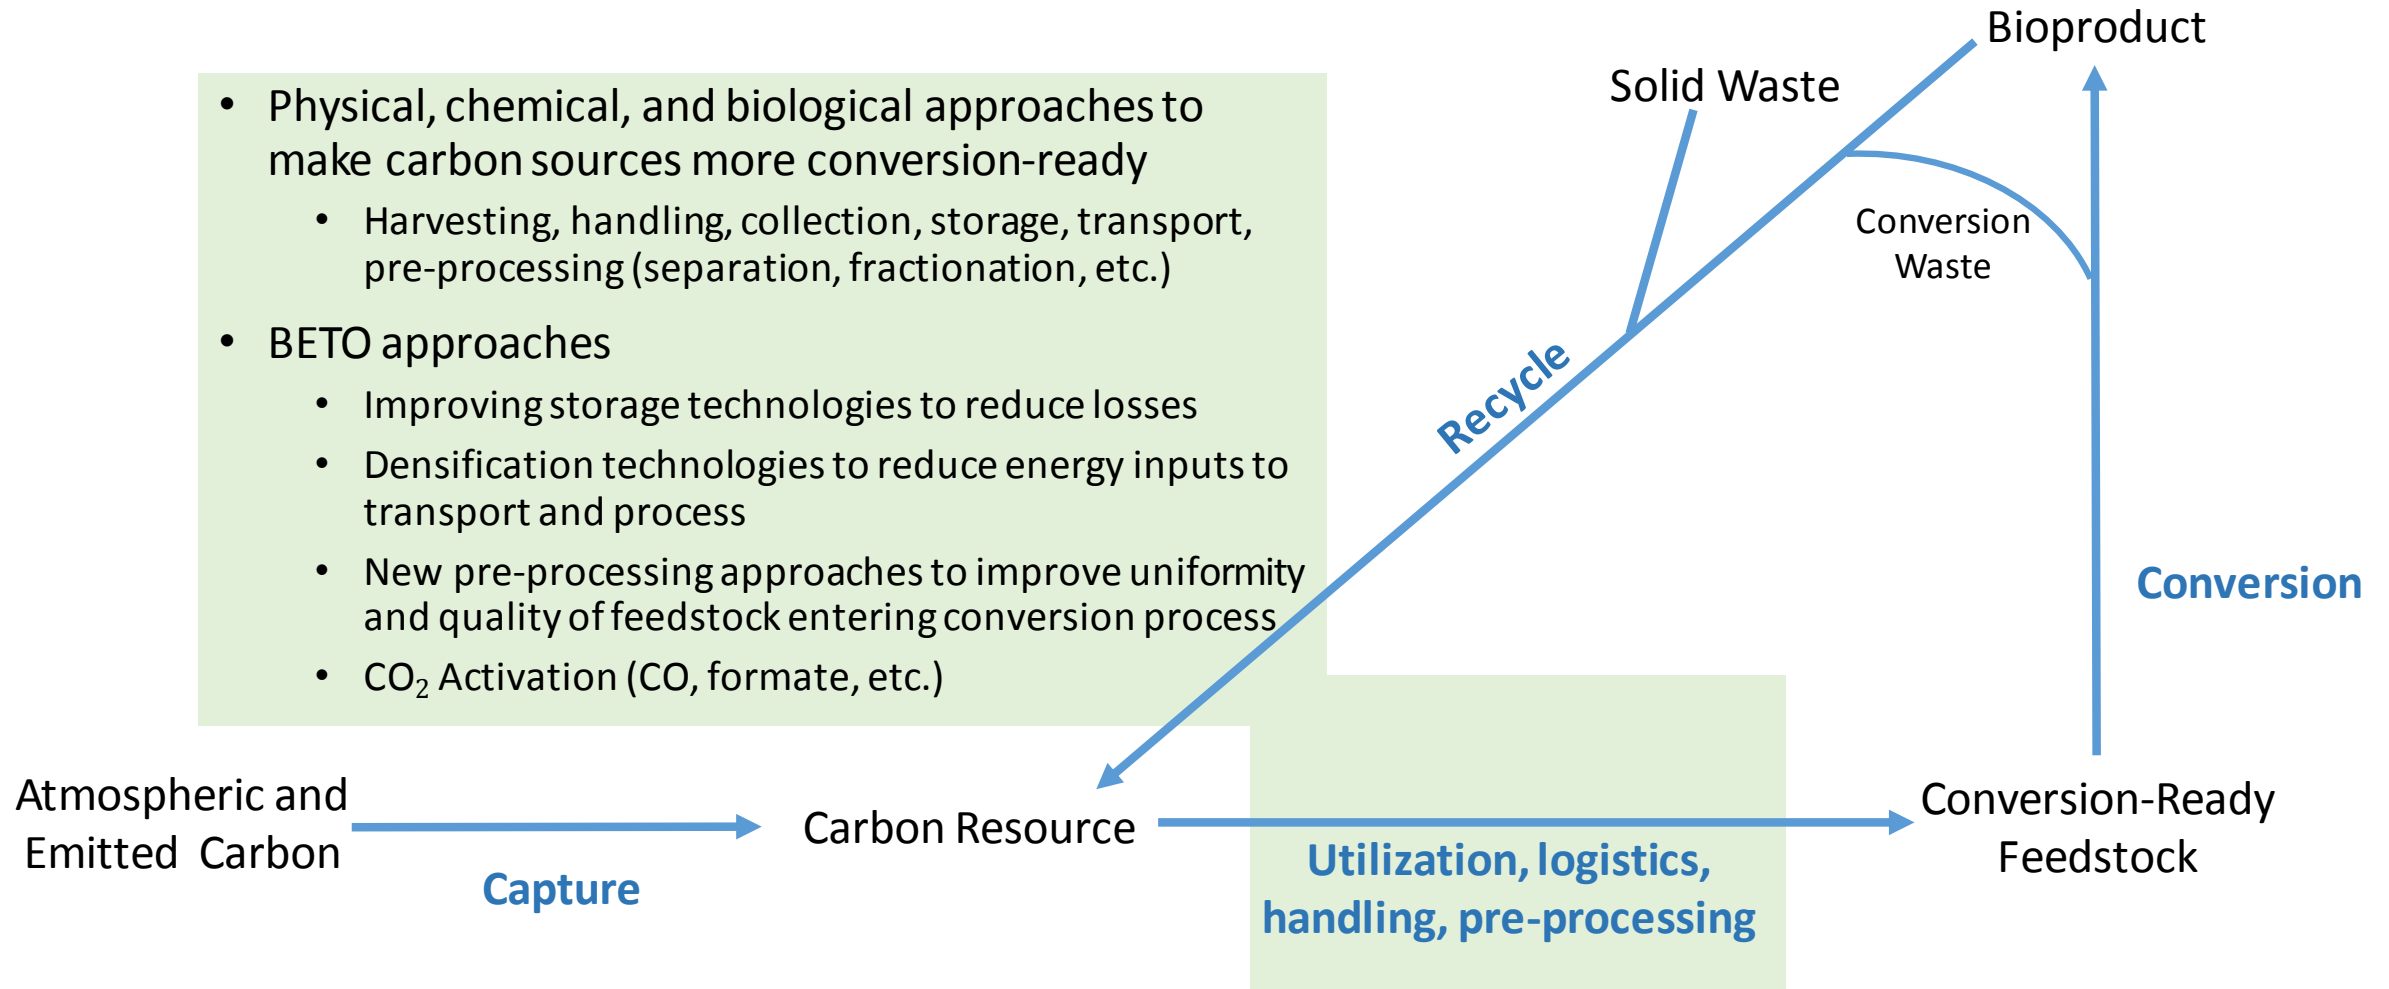 Bioproduct
Solid Waste
• Physical, chemical, and biological approaches to
make carbon sources more conversion-ready
• Harvesting, handling, collection, storage, transport,
pre-processing (separation, fractionation, etc.)
• BETO approaches
• Improving storage technologies to reduce losses
• Densification technologies to reduce energy inputs to
transport and process
• New pre-processing approaches to improve uniformity
and quality of feedstock entering conversion process
• CO₂ Activation (CO, formate, etc.)
Conversion
Waste
Recycle
Conversion
Atmospheric and
Emitted Carbon
Capture
Carbon Resource
Utilization, logistics,
handling, pre-processing
Conversion-Ready
Feedstock